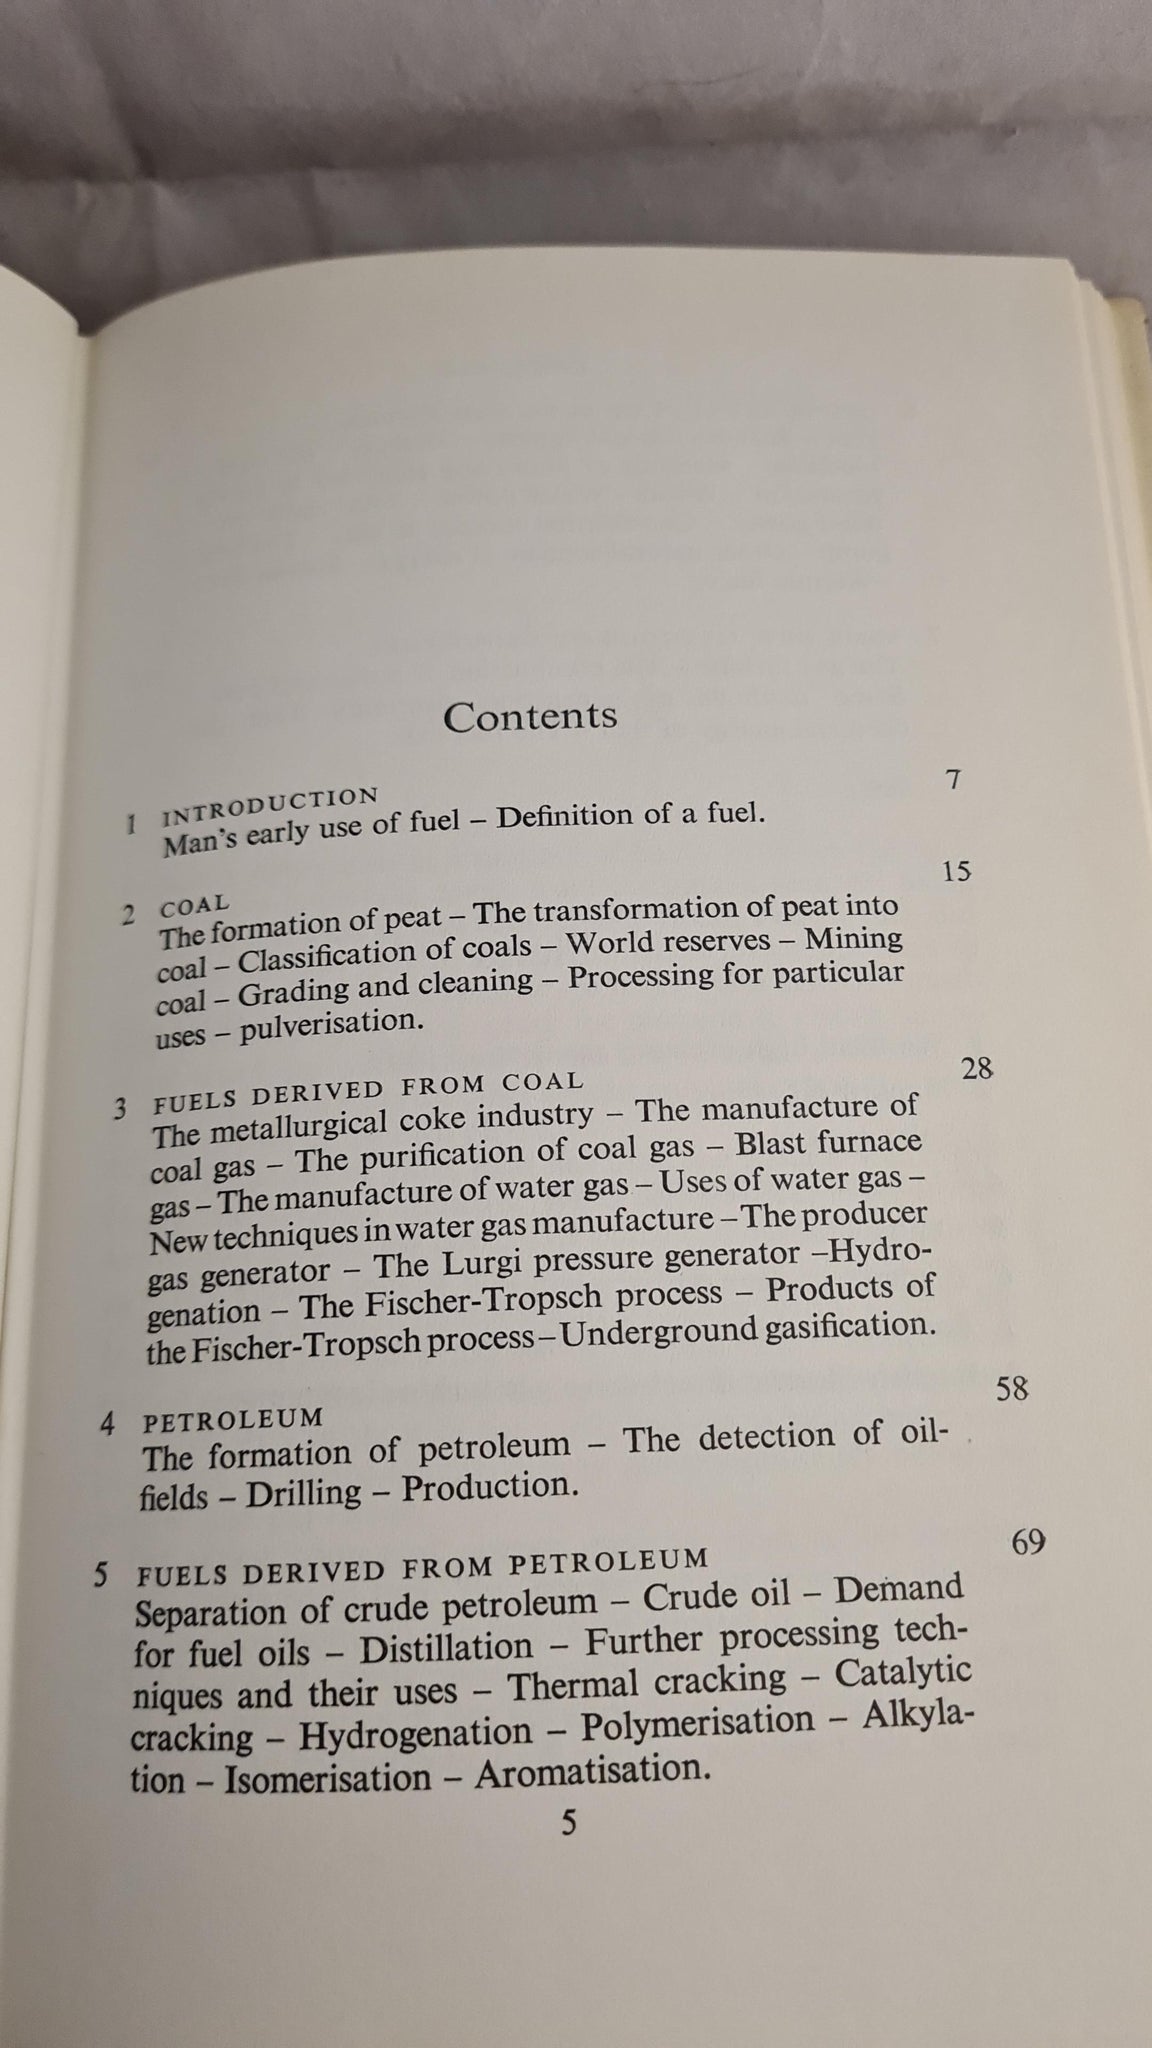 Contents
1 INTRODUCTION 7
Man's early use of fuel – Definition of a fuel.
2 COAL 15
The formation of peat – The transformation of peat into
coal – Classification of coals – World reserves – Mining
coal – Grading and cleaning – Processing for particular
uses – pulverisation.
3 FUELS DERIVED FROM COAL 28
The metallurgical coke industry – The manufacture of
coal gas – The purification of coal gas – Blast furnace
gas – The manufacture of water gas – Uses of water gas –
New techniques in water gas manufacture – The producer
gas generator – The Lurgi pressure generator –Hydro-
genation – The Fischer-Tropsch process – Products of
the Fischer-Tropsch process – Underground gasification.
4 PETROLEUM 58
The formation of petroleum – The detection of oil-
fields – Drilling – Production.
5 FUELS DERIVED FROM PETROLEUM 69
Separation of crude petroleum – Crude oil – Demand
for fuel oils – Distillation – Further processing tech-
niques and their uses – Thermal cracking – Catalytic
cracking – Hydrogenation – Polymerisation – Alkyla-
tion – Isomerisation – Aromatisation.
5